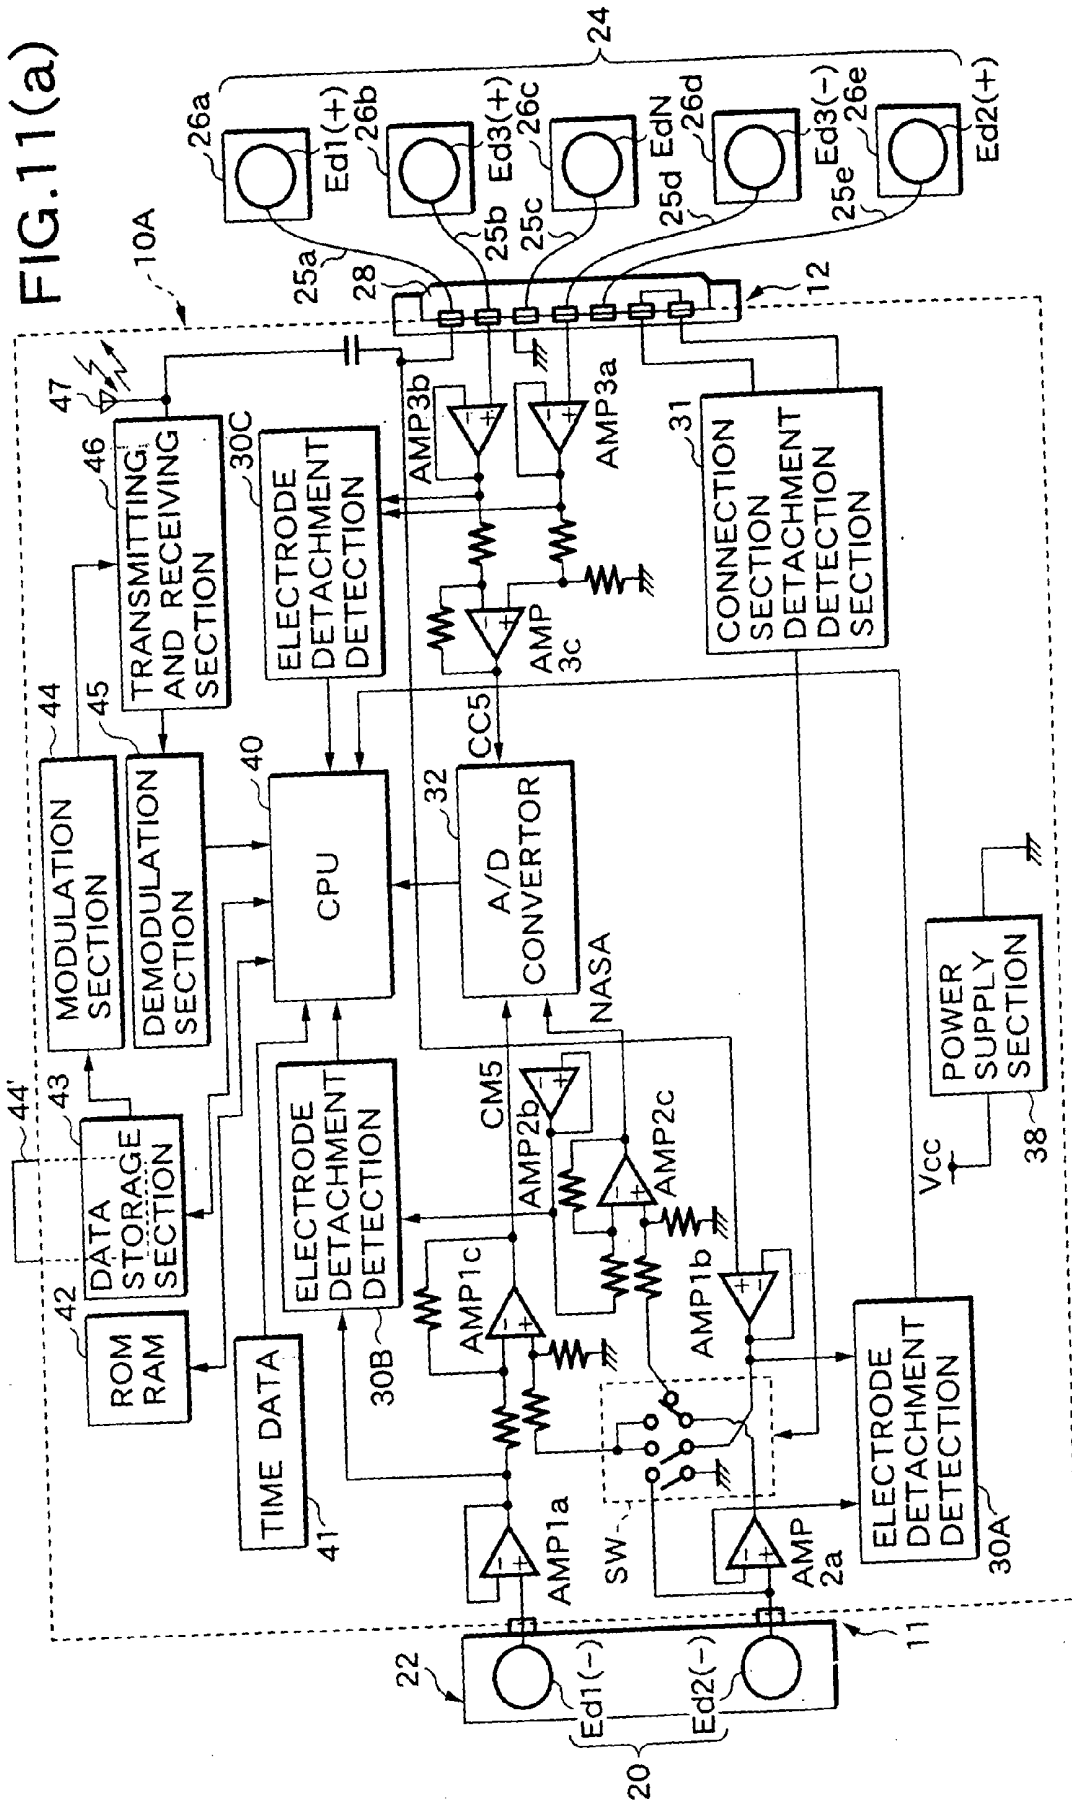 FIG.11(a)
10A
44'
44
47
46
45
43
42
41
MODULATION
SECTION
TRANSMITTING
AND RECEIVING
SECTION
DEMODULATION
SECTION
DATA
STORAGE
SECTION
ROM
RAM
TIME DATA
40
CPU
30C
ELECTRODE
DETACHMENT
DETECTION
ELECTRODE
DETACHMENT
DETECTION
30B
32
A/D
CONVERTOR
CC5
CM5
NASA
AMP3b
AMP3a
AMP
3c
AMP1a
AMP1c
AMP2b
AMP2c
AMP1b
AMP
2a
SW
31
CONNECTION
SECTION
DETACHMENT
DETECTION
SECTION
ELECTRODE
DETACHMENT
DETECTION
30A
POWER
SUPPLY
SECTION
38
Vcc
22
Ed1(-)
Ed2(-)
20
11
12
28
25a
25b
25c
25d
25e
26a
Ed1(+)
26b
Ed3(+)
26c
EdN
26d
Ed3(-)
26e
Ed2(+)
24